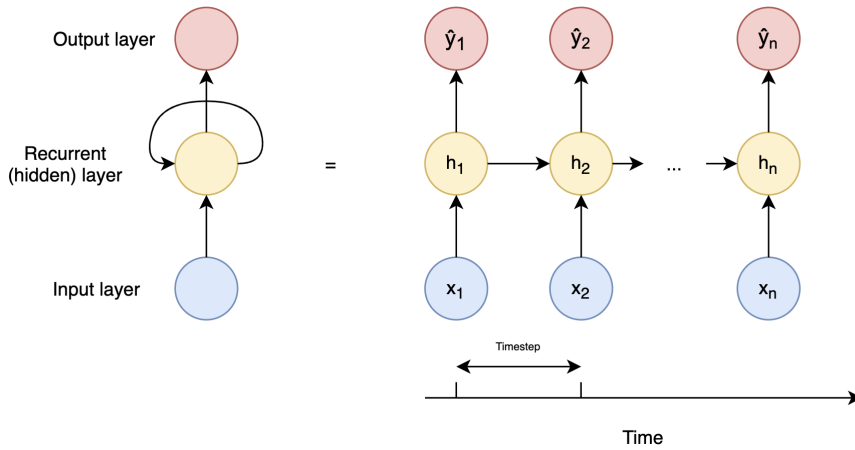 Output layer
ŷ₁ ŷ₂ ŷₙ
Recurrent
(hidden) layer
= h₁ h₂ ... hₙ
Input layer
x₁ x₂ xₙ
Timestep
Time